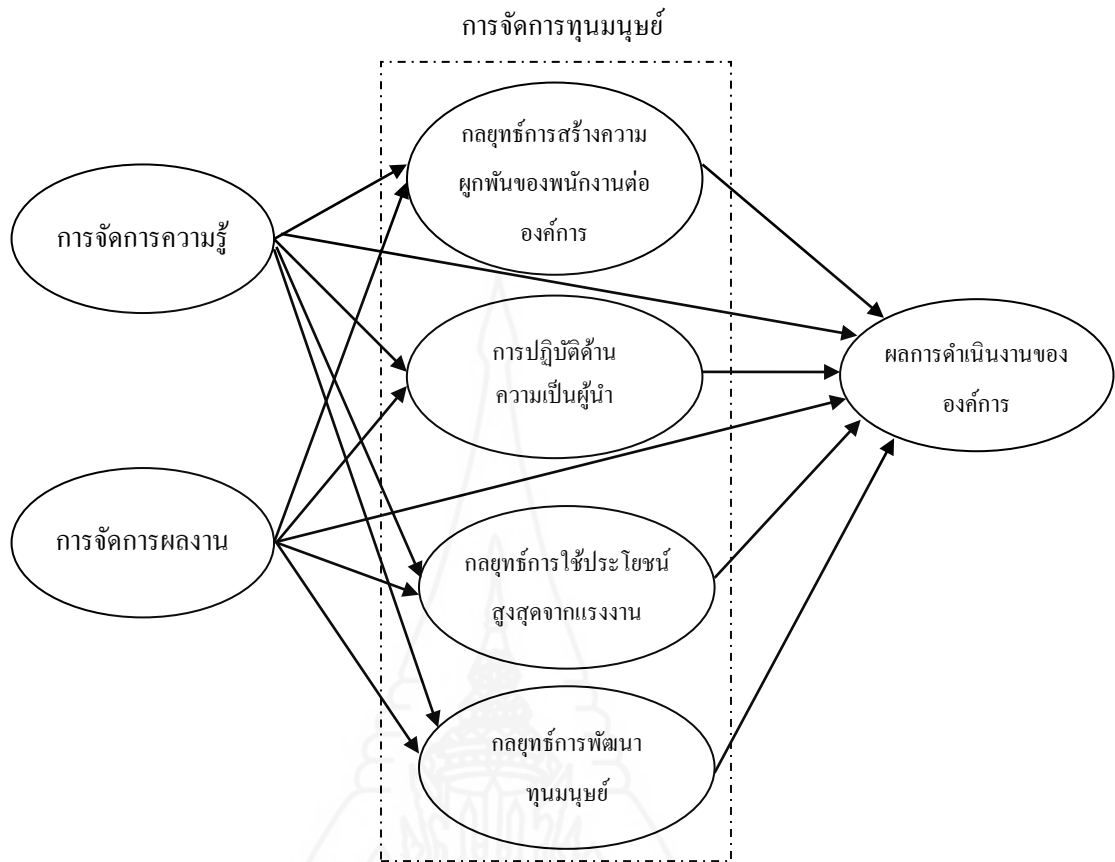 การจัดการทุนมนุษย์
กลยุทธ์การสร้างความ
ผูกพันของพนักงานต่อ
องค์การ
การจัดการความรู้
การปฏิบัติด้าน
ความเป็นผู้นำ
ผลการดำเนินงานของ
องค์การ
การจัดการผลงาน
กลยุทธ์การใช้ประโยชน์
สูงสุดจากแรงงาน
กลยุทธ์การพัฒนา
ทุนมนุษย์